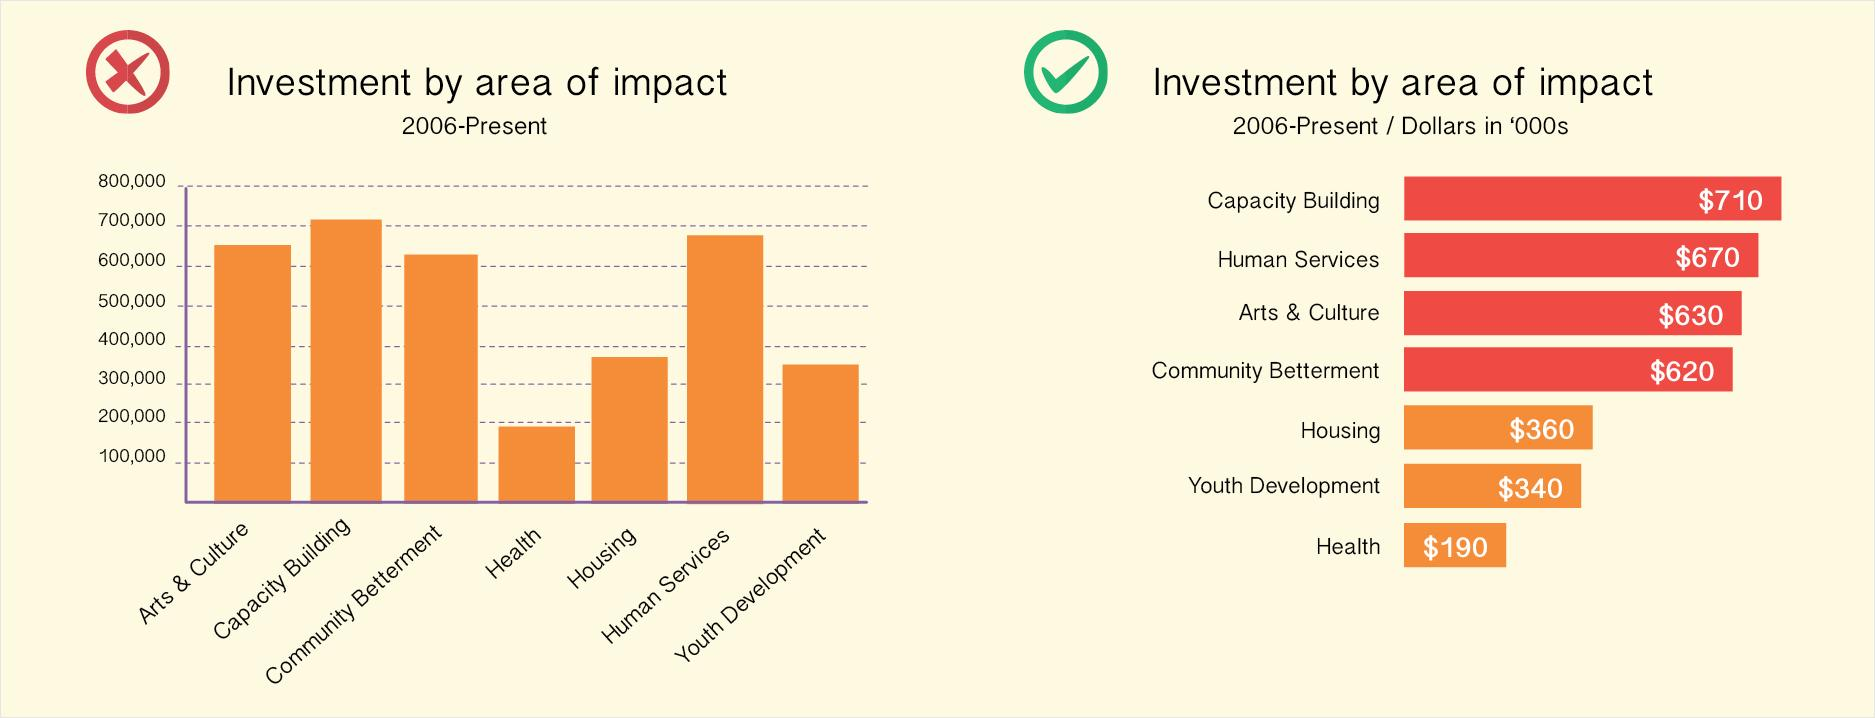 Investment by area of impact
2006-Present
800,000
700,000
600,000
500,000
400,000
300,000
200,000
100,000
Arts & Culture
Capacity Building
Community Betterment
Health
Housing
Human Services
Youth Development
Investment by area of impact
2006-Present / Dollars in ‘000s
Capacity Building $710
Human Services $670
Arts & Culture $630
Community Betterment $620
Housing $360
Youth Development $340
Health $190